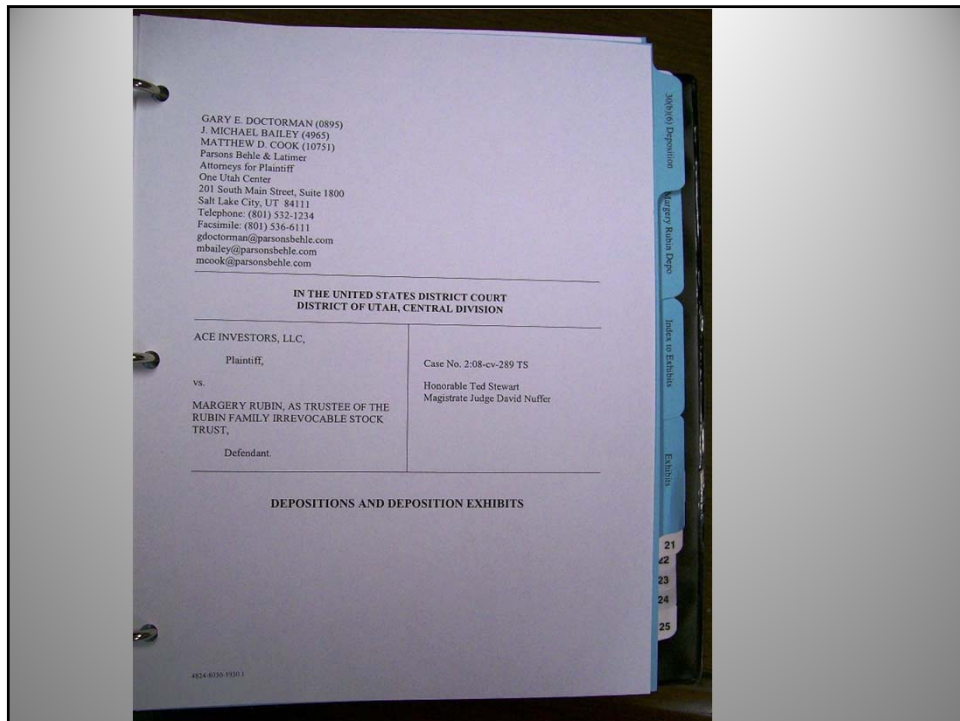 GARY E. DOCTORMAN (0895)
J. MICHAEL BAILEY (4965)
MATTHEW D. COOK (10751)
Parsons Behle & Latimer
Attorneys for Plaintiff
One Utah Center
201 South Main Street, Suite 1800
Salt Lake City, UT 84111
Telephone: (801) 532-1234
Facsimile: (801) 536-6111
gdoctorman@parsonsbehle.com
mbailey@parsonsbehle.com
mcook@parsonsbehle.com
IN THE UNITED STATES DISTRICT COURT
DISTRICT OF UTAH, CENTRAL DIVISION
ACE INVESTORS, LLC,
Plaintiff,
vs.
MARGERY RUBIN, AS TRUSTEE OF THE
RUBIN FAMILY IRREVOCABLE STOCK
TRUST,
Defendant.
Case No. 2:08-cv-289 TS
Honorable Ted Stewart
Magistrate Judge David Nuffer
DEPOSITIONS AND DEPOSITION EXHIBITS
30(b)(6) Deposition
Margery Rubin Depo
Index to Exhibits
Exhibits
21
22
23
24
25